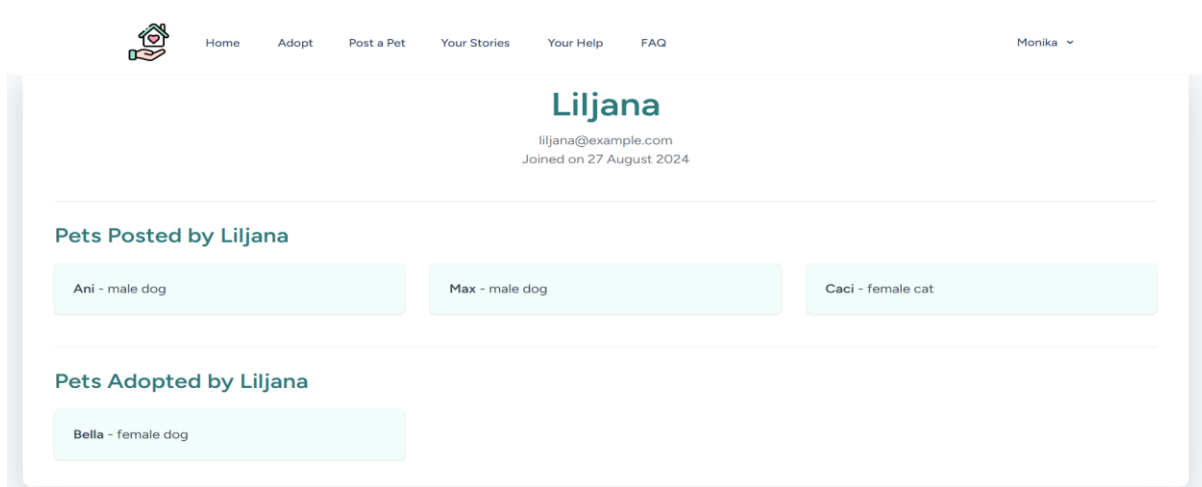 Home Adopt Post a Pet Your Stories Your Help FAQ Monika
Liljana
liljana@example.com
Joined on 27 August 2024
Pets Posted by Liljana
Ani - male dog Max - male dog Caci - female cat
Pets Adopted by Liljana
Bella - female dog